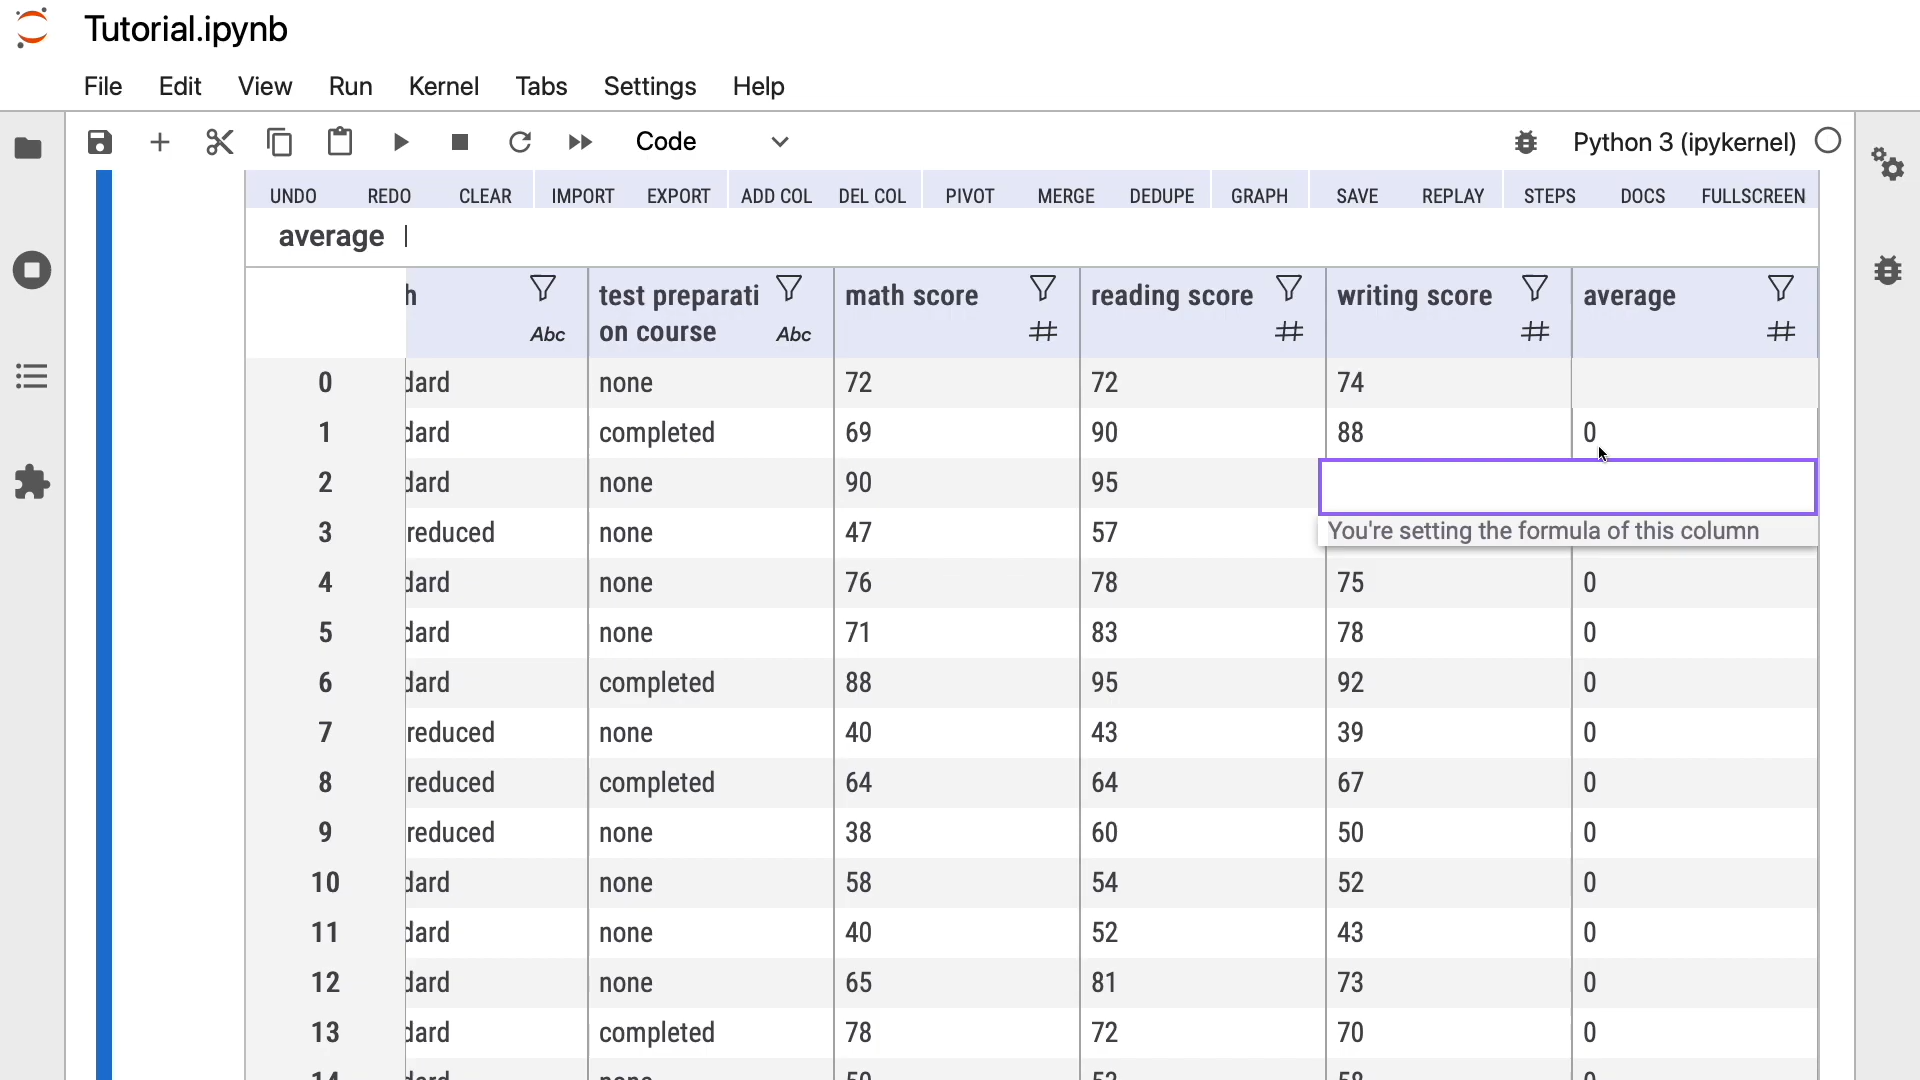 Tutorial.ipynb
File Edit View Run Kernel Tabs Settings Help
Code Python 3 (ipykernel)
UNDO REDO CLEAR IMPORT EXPORT ADD COL DEL COL PIVOT MERGE DEDUPE GRAPH SAVE REPLAY STEPS DOCS FULLSCREEN
average
h test preparati math score reading score writing score average
on course
Abc Abc # # # #
0 dard none 72 72 74
1 dard completed 69 90 88 0
2 dard none 90 95
3 reduced none 47 57
You're setting the formula of this column
4 dard none 76 78 75 0
5 dard none 71 83 78 0
6 dard completed 88 95 92 0
7 reduced none 40 43 39 0
8 reduced completed 64 64 67 0
9 reduced none 38 60 50 0
10 dard none 58 54 52 0
11 dard none 40 52 43 0
12 dard none 65 81 73 0
13 dard completed 78 72 70 0